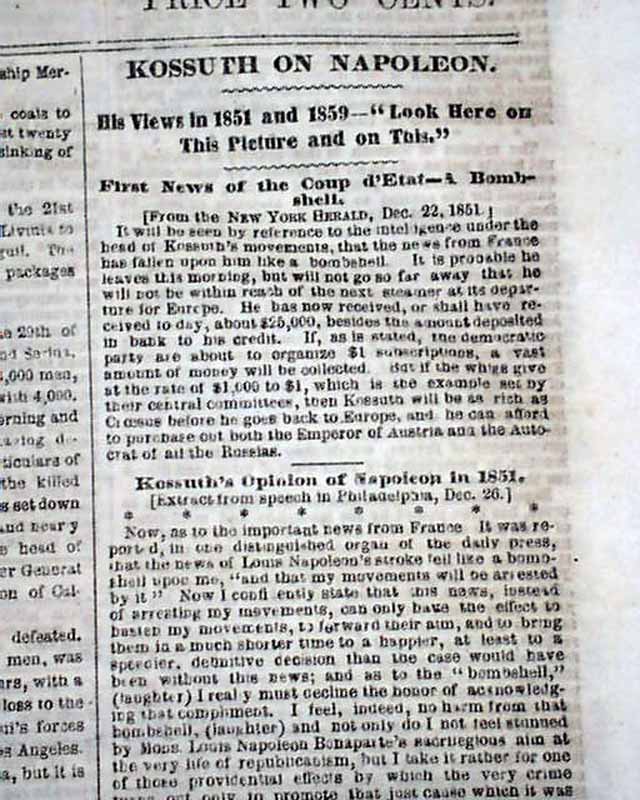 PRICE TWO CENTS.
ship Mer-
coals to
st twenty
sinking of
the 21st
Livinis to
The
packages
29th of
,000 men,
with 4,000.
erning and
de-
ticulars of
the killed
s set down
and near y
head of
er General
on of Cal-
defeated.
men, was
ars, with a
loss to the
ni's forces
os Angeles.
a, but it is
KOSSUTH ON NAPOLEON.
His Views in 1851 and 1859—"Look Here on
This Picture and on This."
First News of the Coup d'Etat—A Bomb-
shell.
[From the NEW YORK HERALD, Dec. 22, 1851.]
It will be seen by reference to the intelligence under the
head of Kossuth's movements, that the news from France
has fallen upon him like a bombshell. It is probable he
leaves this morning, but will not go so far away that he
will not be within reach of the next steamer at its depar-
ture for Europe. He has now received, or shall have re-
ceived to day, about $25,000, besides the amount deposited
in bank to his credit. If, as is stated, the democratic
party are about to organize $1 subscriptions, a vast
amount of money will be collected. But if the whigs give
at the rate of $1,000 to $1, which is the example set by
their central committees, then Kossuth will be as rich as
Crœsus before he goes back to Europe, and he can afford
to purchase out both the Emperor of Austria and the Auto-
crat of all the Russias.
Kossuth's Opinion of Napoleon in 1851.
[Extract from speech in Philadelphia, Dec. 26.]
* * * * * * * *
Now, as to the important news from France It was re-
ported, in one distinguished organ of the daily press,
that the news of Louis Napoleon's stroke fell like a bomb-
shell upon me, "and that my movements will be arrested
by it" Now I confi ently state that this news, instead
of arresting my movements, can only have the effect to
hasten my movements, to forward their aim, and to bring
them in a much shorter time to a happier, at least to a
speedier, definitive decision than the case would have
been without this news; and as to the "bombshell,"
(laughter) I really must decline the honor of acknowledg-
ing that compliment. I feel, indeed, no harm from that
bombshell, (laughter) and not only do I not feel stunned
by Mons. Louis Napoleon Bonaparte's sacrilegious aim at
the very life of republicanism, but I take it rather for one
of those providential effects by which the very crime
turns out only to promote that just cause which it was